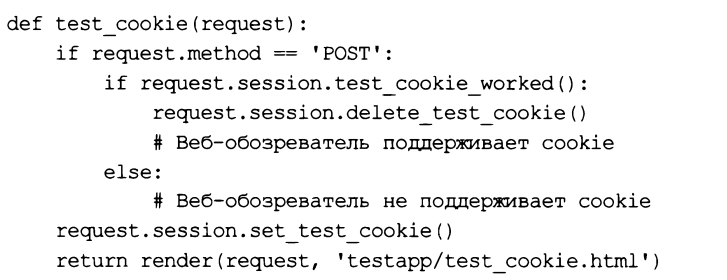 def test_cookie(request):
    if request.method == 'POST':
        if request.session.test_cookie_worked():
            request.session.delete_test_cookie()
            # Веб-обозреватель поддерживает cookie
        else:
            # Веб-обозреватель не поддерживает cookie
    request.session.set_test_cookie()
    return render(request, 'testapp/test_cookie.html')